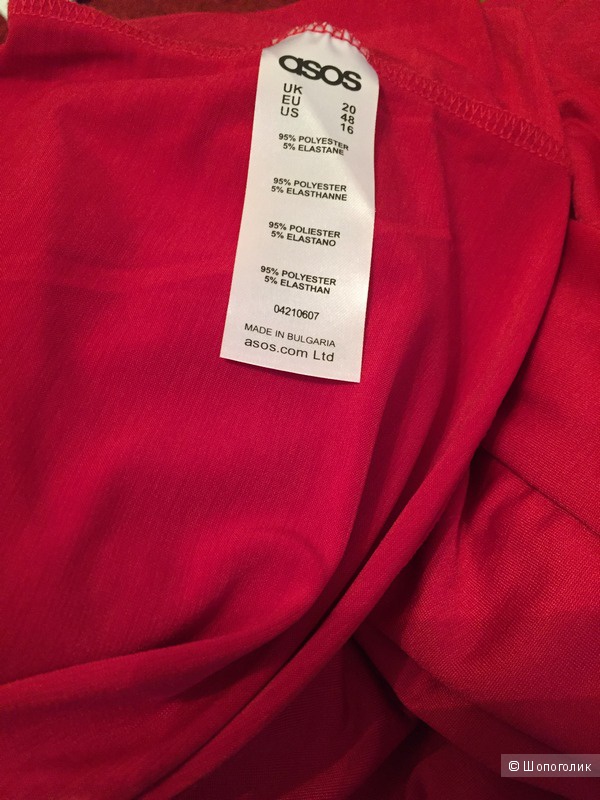 asos
UK 20
EU 48
US 16
95% POLYESTER
5% ELASTANE
95% POLYESTER
5% ELASTHANNE
95% POLIESTER
5% ELASTANO
95% POLYESTER
5% ELASTHAN
04210607
MADE IN BULGARIA
asos.com Ltd
© Шопоголик